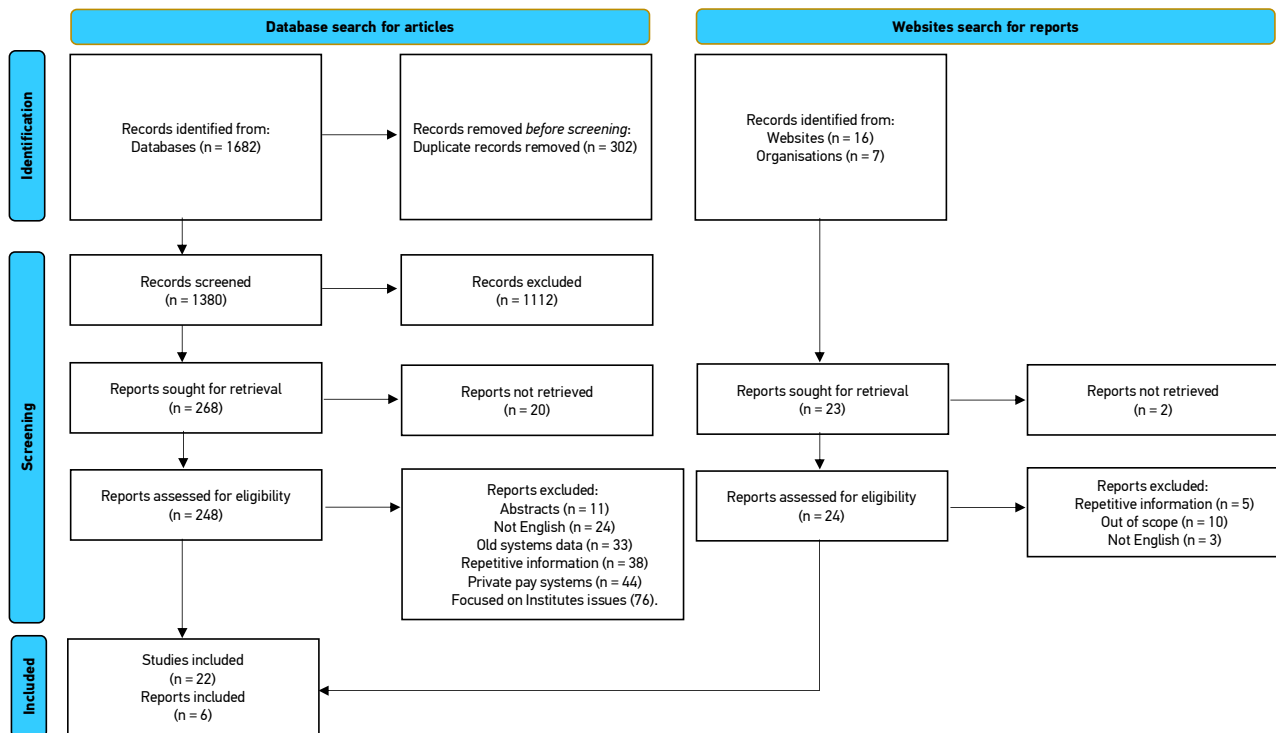 Database search for articles
Websites search for reports
Identification
Records identified from:
Databases (n = 1682)
Records removed before screening:
Duplicate records removed (n = 302)
Records identified from:
Websites (n = 16)
Organisations (n = 7)
Screening
Records screened
(n = 1380)
Records excluded
(n = 1112)
Reports sought for retrieval
(n = 268)
Reports not retrieved
(n = 20)
Reports sought for retrieval
(n = 23)
Reports not retrieved
(n = 2)
Reports assessed for eligibility
(n = 248)
Reports excluded:
Abstracts (n = 11)
Not English (n = 24)
Old systems data (n = 33)
Repetitive information (n = 38)
Private pay systems (n = 44)
Focused on Institutes issues (76).
Reports assessed for eligibility
(n = 24)
Reports excluded:
Repetitive information (n = 5)
Out of scope (n = 10)
Not English (n = 3)
Included
Studies included
(n = 22)
Reports included
(n = 6)